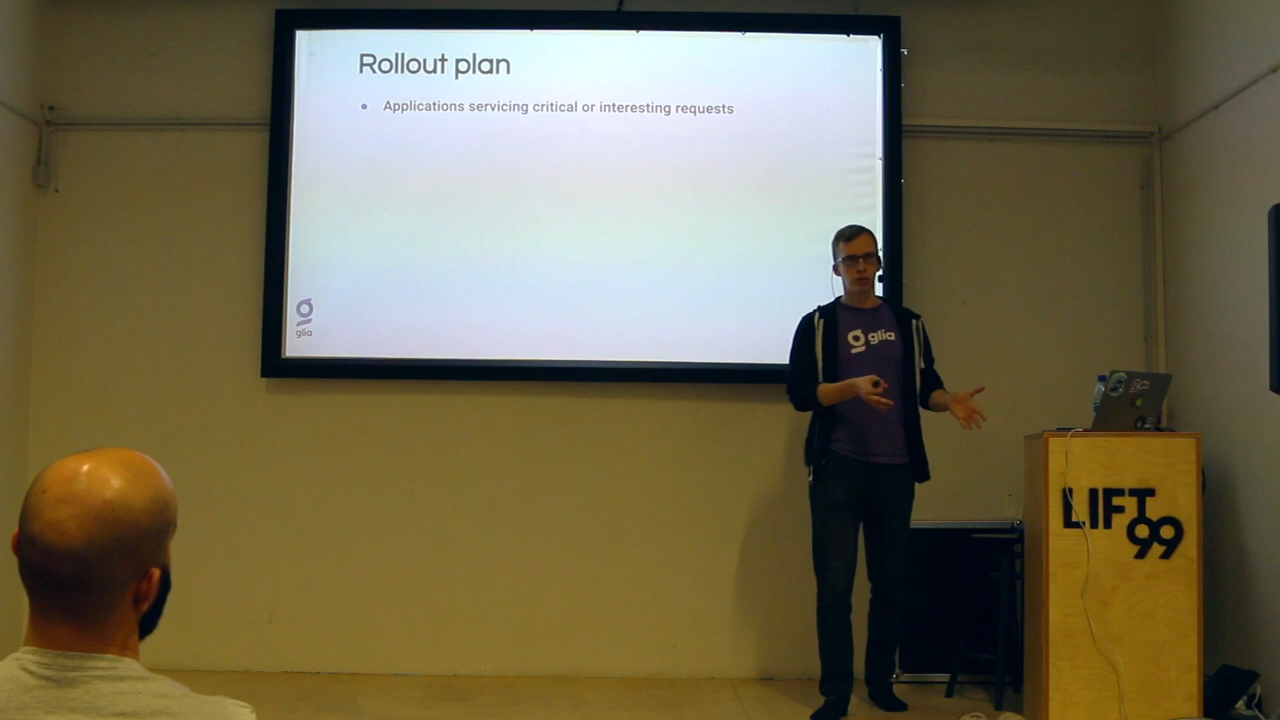 Rollout plan
Applications servicing critical or interesting requests
glia
glia
LIFT
99